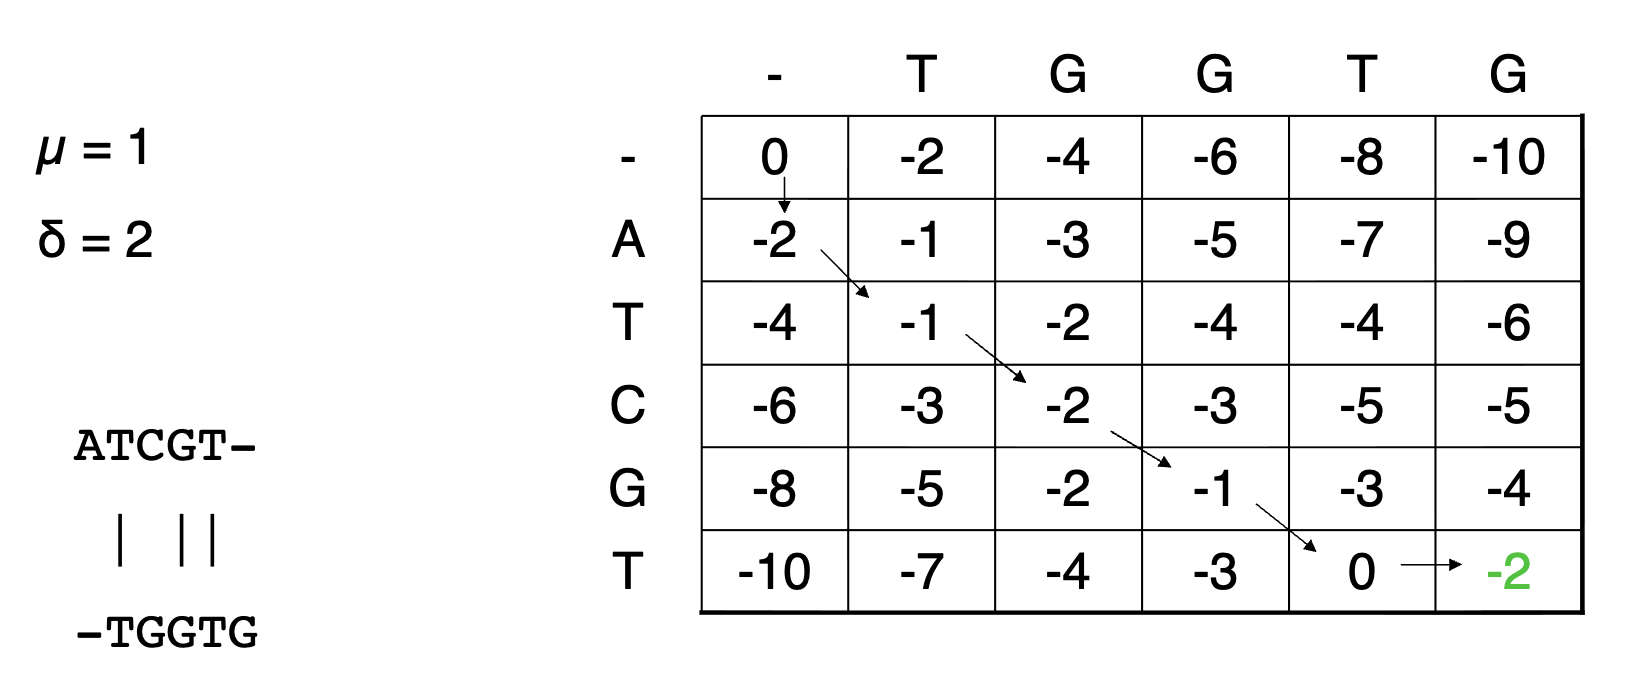 μ = 1
δ = 2
ATCGT-
| ||
-TGGTG
- T G G T G
- 0 -2 -4 -6 -8 -10
A -2 -1 -3 -5 -7 -9
T -4 -1 -2 -4 -4 -6
C -6 -3 -2 -3 -5 -5
G -8 -5 -2 -1 -3 -4
T -10 -7 -4 -3 0 -2